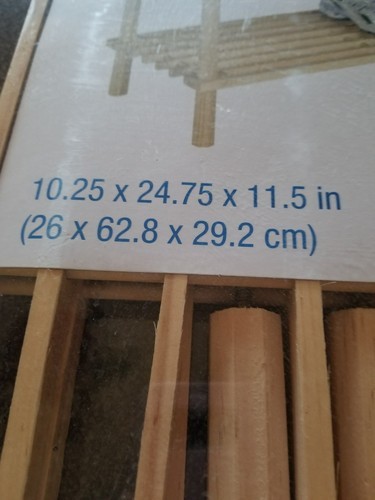 10.25 x 24.75 x 11.5 in
(26 x 62.8 x 29.2 cm)